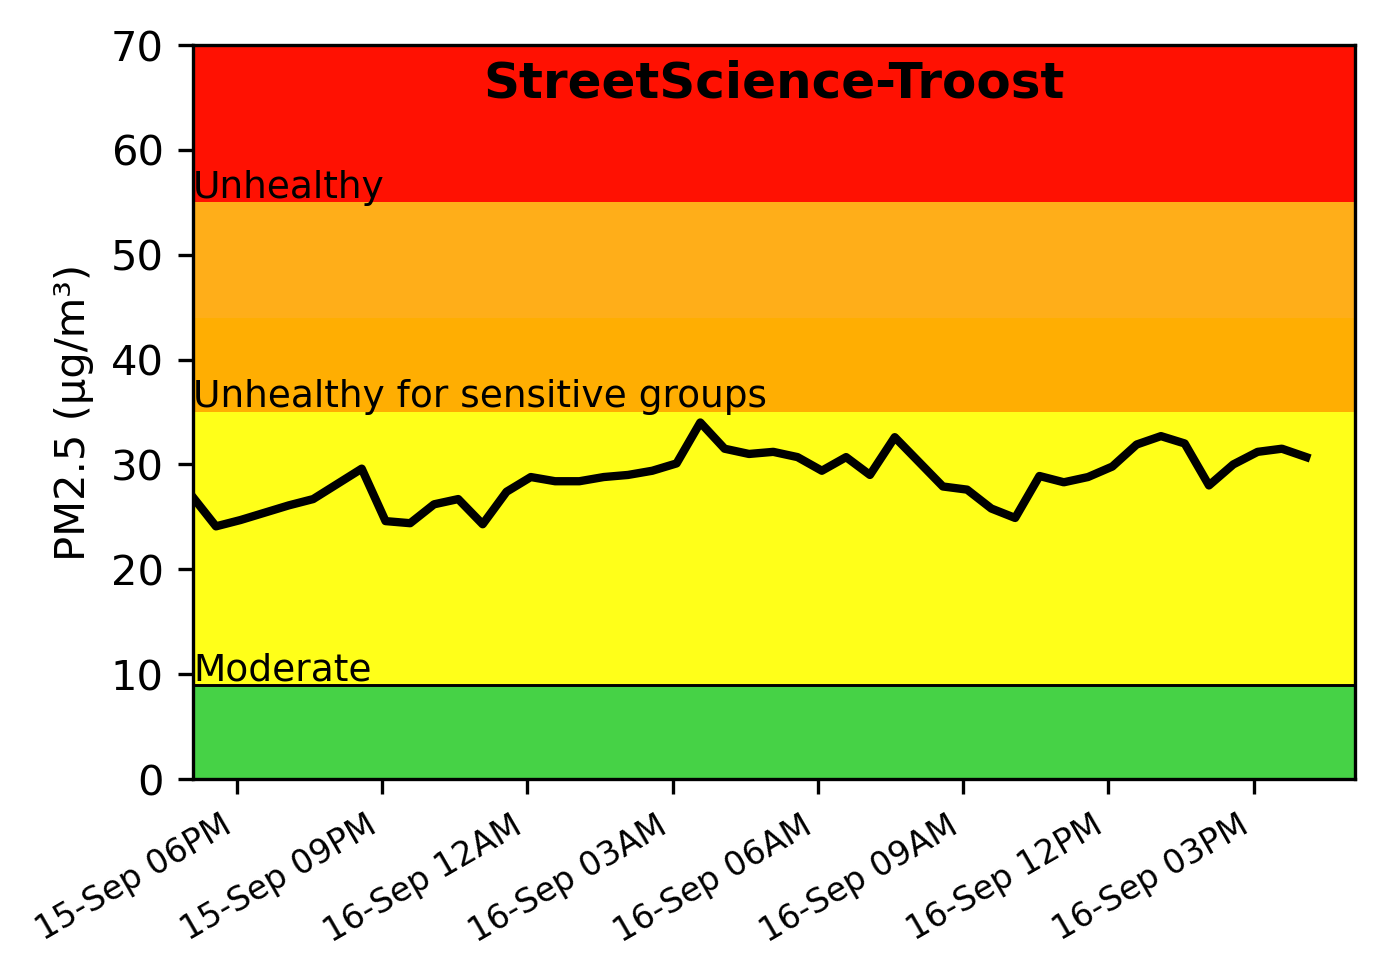 StreetScience-Troost
70
60
Unhealthy
50
40
Unhealthy for sensitive groups
30
20
Moderate
10
0
PM2.5 (µg/m³)
15-Sep 06PM
15-Sep 09PM
16-Sep 12AM
16-Sep 03AM
16-Sep 06AM
16-Sep 09AM
16-Sep 12PM
16-Sep 03PM